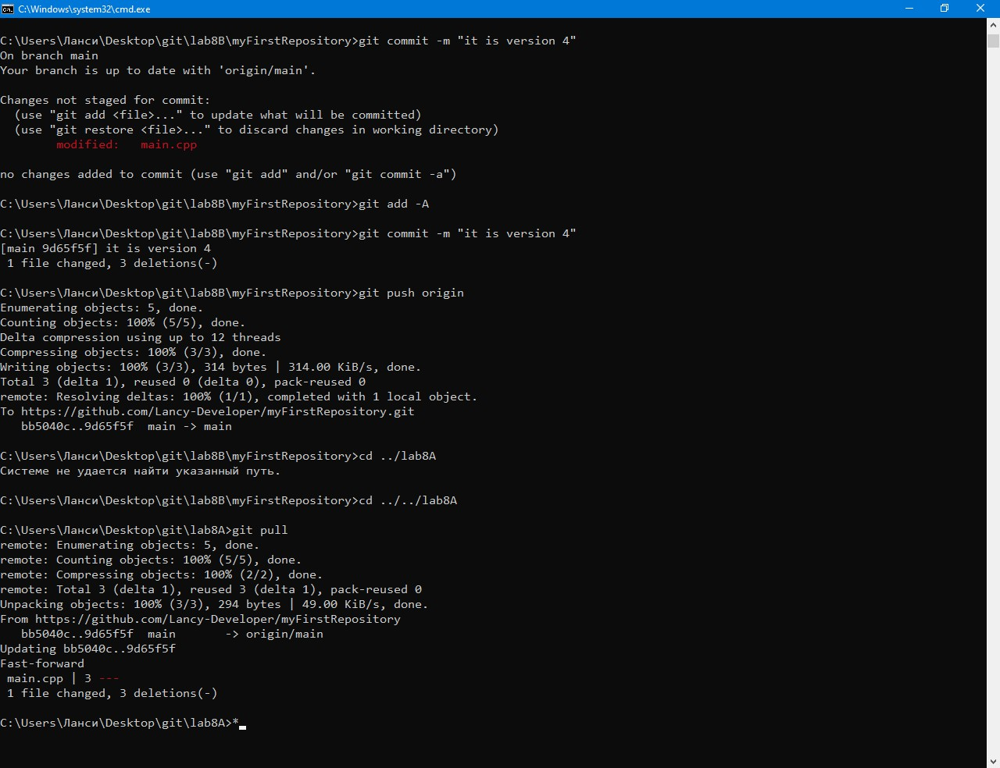 C:\Windows\system32\cmd.exe
C:\Users\Ланси\Desktop\git\lab8B\myFirstRepository>git commit -m "it is version 4"
On branch main
Your branch is up to date with 'origin/main'.
Changes not staged for commit:
  (use "git add <file>..." to update what will be committed)
  (use "git restore <file>..." to discard changes in working directory)
        modified:   main.cpp
no changes added to commit (use "git add" and/or "git commit -a")
C:\Users\Ланси\Desktop\git\lab8B\myFirstRepository>git add -A
C:\Users\Ланси\Desktop\git\lab8B\myFirstRepository>git commit -m "it is version 4"
[main 9d65f5f] it is version 4
 1 file changed, 3 deletions(-)
C:\Users\Ланси\Desktop\git\lab8B\myFirstRepository>git push origin
Enumerating objects: 5, done.
Counting objects: 100% (5/5), done.
Delta compression using up to 12 threads
Compressing objects: 100% (3/3), done.
Writing objects: 100% (3/3), 314 bytes | 314.00 KiB/s, done.
Total 3 (delta 1), reused 0 (delta 0), pack-reused 0
remote: Resolving deltas: 100% (1/1), completed with 1 local object.
To https://github.com/Lancy-Developer/myFirstRepository.git
   bb5040c..9d65f5f  main -> main
C:\Users\Ланси\Desktop\git\lab8B\myFirstRepository>cd ../lab8A
Системе не удается найти указанный путь.
C:\Users\Ланси\Desktop\git\lab8B\myFirstRepository>cd ../../lab8A
C:\Users\Ланси\Desktop\git\lab8A>git pull
remote: Enumerating objects: 5, done.
remote: Counting objects: 100% (5/5), done.
remote: Compressing objects: 100% (2/2), done.
remote: Total 3 (delta 1), reused 3 (delta 1), pack-reused 0
Unpacking objects: 100% (3/3), 294 bytes | 49.00 KiB/s, done.
From https://github.com/Lancy-Developer/myFirstRepository
   bb5040c..9d65f5f  main       -> origin/main
Updating bb5040c..9d65f5f
Fast-forward
 main.cpp | 3 ---
 1 file changed, 3 deletions(-)
C:\Users\Ланси\Desktop\git\lab8A>*